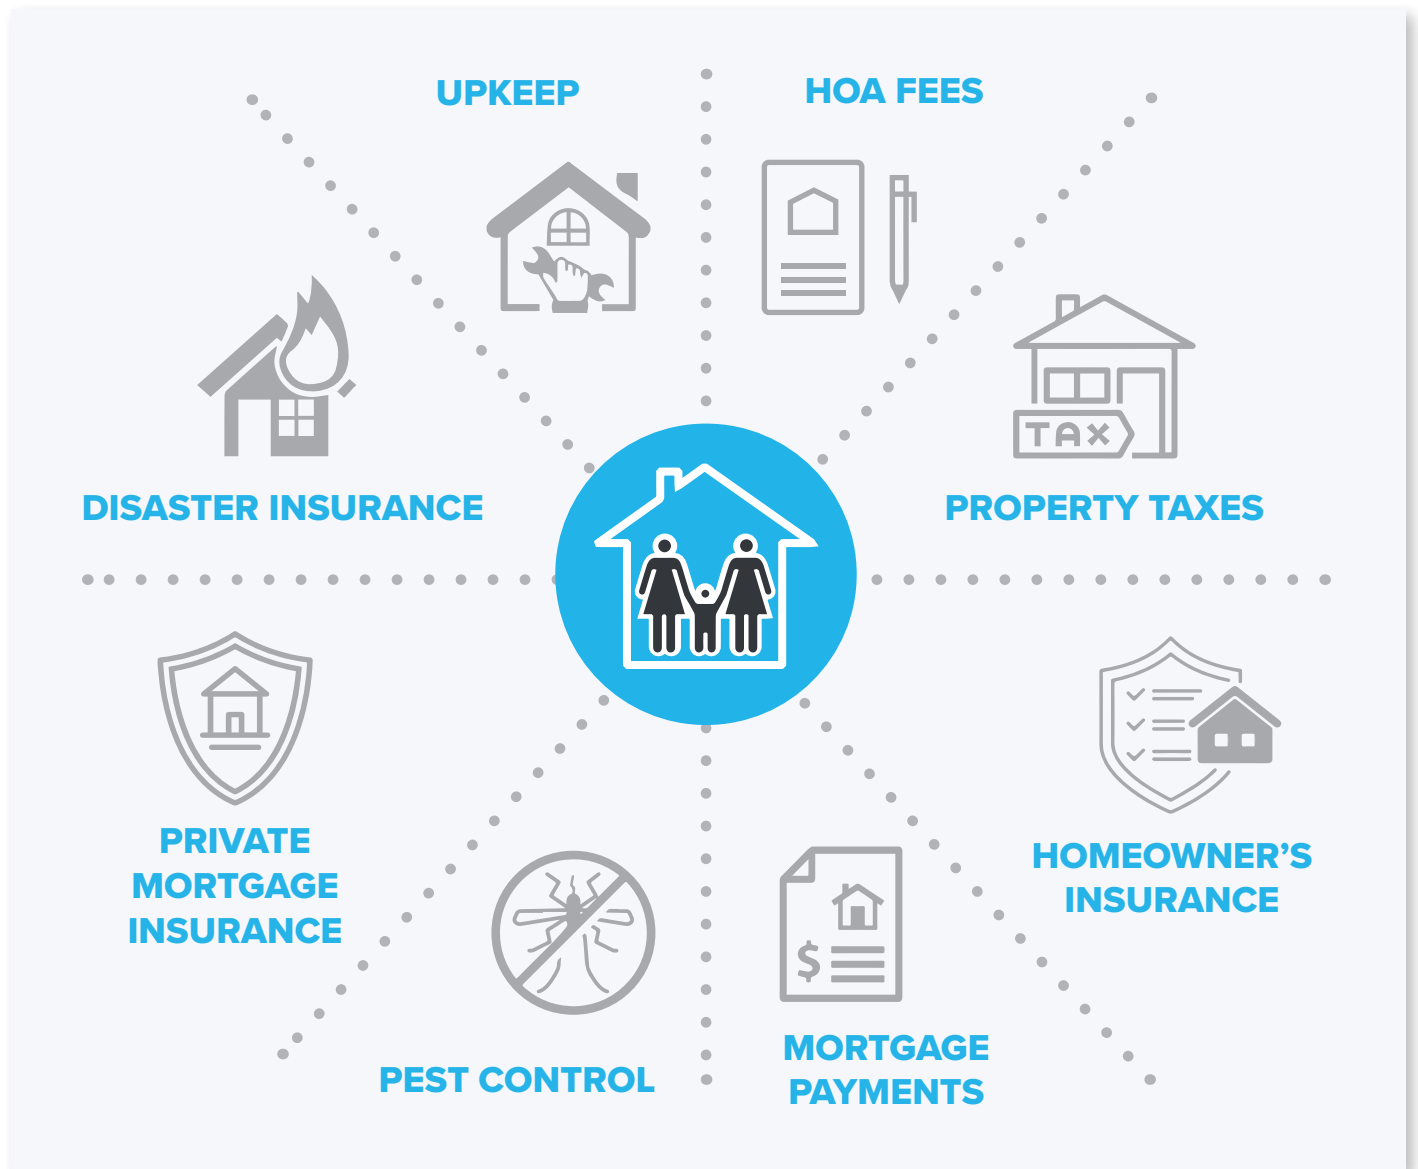 UPKEEP
HOA FEES
TAX
$
DISASTER INSURANCE
PROPERTY TAXES
PRIVATE
MORTGAGE
INSURANCE
HOMEOWNER’S
INSURANCE
$
PEST CONTROL
MORTGAGE
PAYMENTS